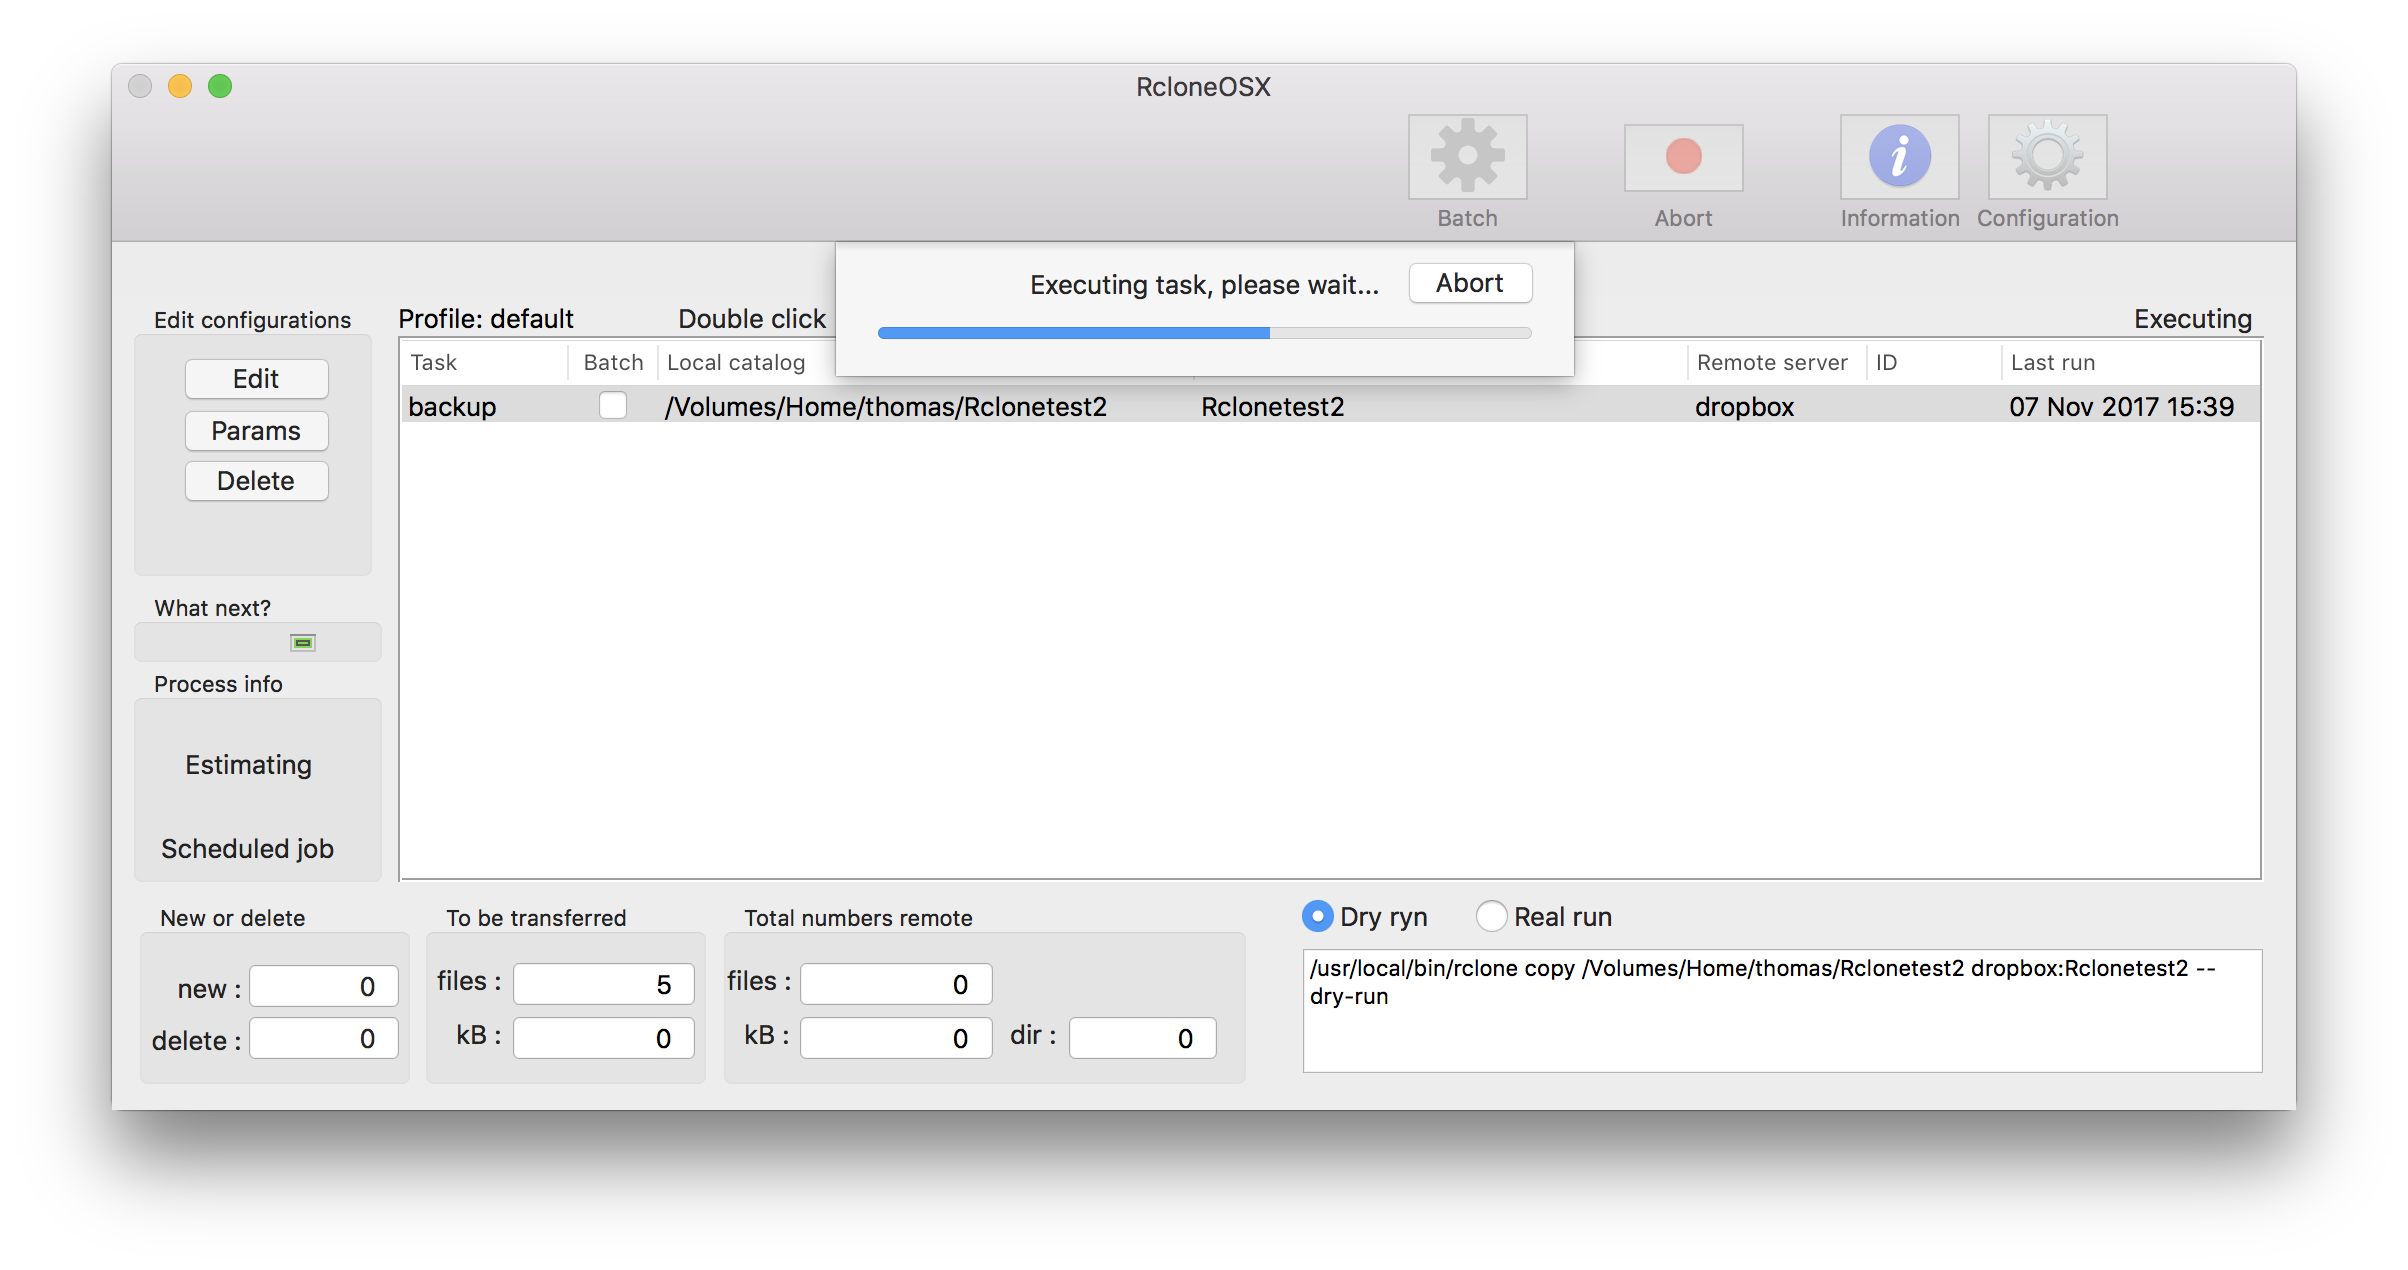 RcloneOSX
Batch
Abort
Information
Configuration
Executing task, please wait...
Abort
Edit configurations
Profile: default
Double click
Executing
Edit
Params
Delete
Task
Batch
Local catalog
Remote server
ID
Last run
backup
/Volumes/Home/thomas/Rclonetest2
Rclonetest2
dropbox
07 Nov 2017 15:39
What next?
Process info
Estimating
Scheduled job
New or delete
new :
0
delete :
0
To be transferred
files :
5
kB :
0
Total numbers remote
files :
0
kB :
0
dir :
0
Dry ryn
Real run
/usr/local/bin/rclone copy /Volumes/Home/thomas/Rclonetest2 dropbox:Rclonetest2 --
dry-run